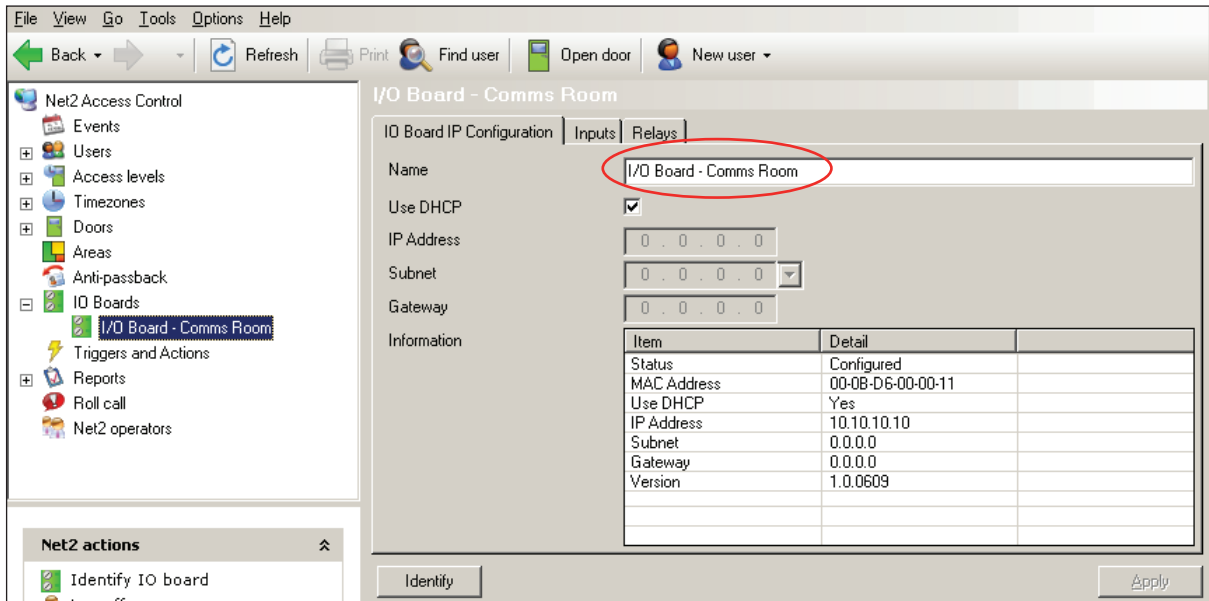 File View Go Tools Options Help
Back Refresh Print Find user Open door New user
Net2 Access Control
Events
Users
Access levels
Timezones
Doors
Areas
Anti-passback
IO Boards
I/O Board - Comms Room
Triggers and Actions
Reports
Roll call
Net2 operators
Net2 actions
Identify IO board
I/O Board - Comms Room
IO Board IP Configuration Inputs Relays
Name I/O Board - Comms Room
Use DHCP
IP Address 0 . 0 . 0 . 0
Subnet 0 . 0 . 0 . 0
Gateway 0 . 0 . 0 . 0
Information
Item Detail
Status Configured
MAC Address 00-0B-D6-00-00-11
Use DHCP Yes
IP Address 10.10.10.10
Subnet 0.0.0.0
Gateway 0.0.0.0
Version 1.0.0609
Identify Apply